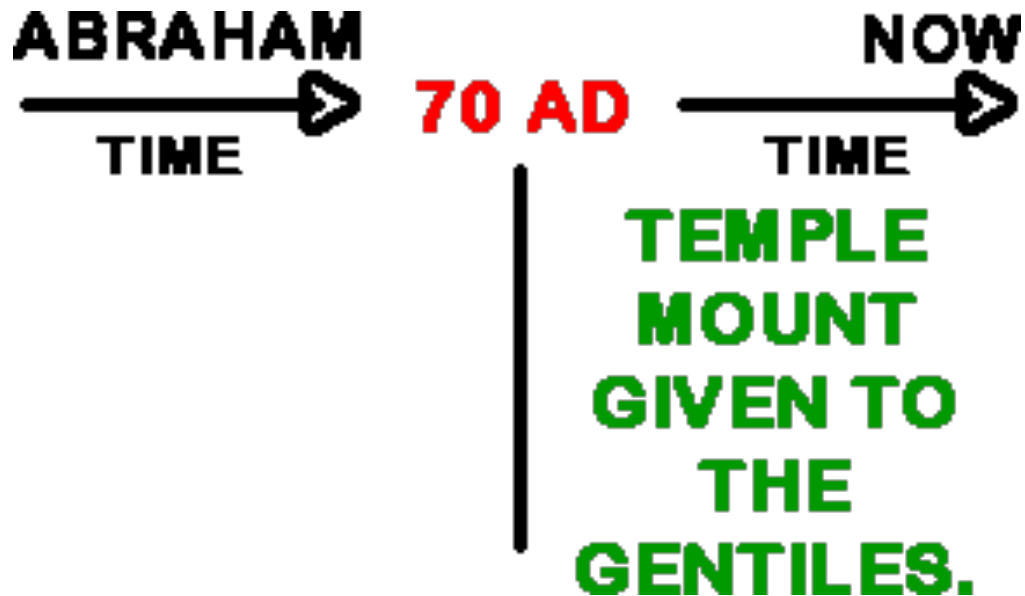 ABRAHAM
NOW
70 AD
TIME
TIME
TEMPLE
MOUNT
GIVEN TO
THE
GENTILES.